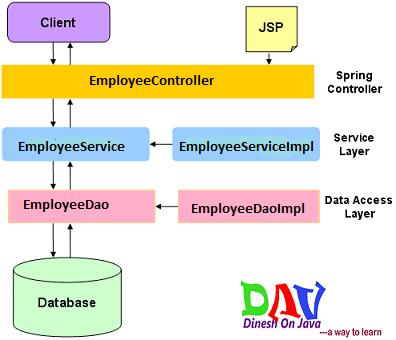 Client
JSP
EmployeeController
Spring
Controller
EmployeeService
EmployeeServiceImpl
Service
Layer
EmployeeDao
EmployeeDaoImpl
Data Access
Layer
Database
DAV
Dinesh On Java
---a way to learn